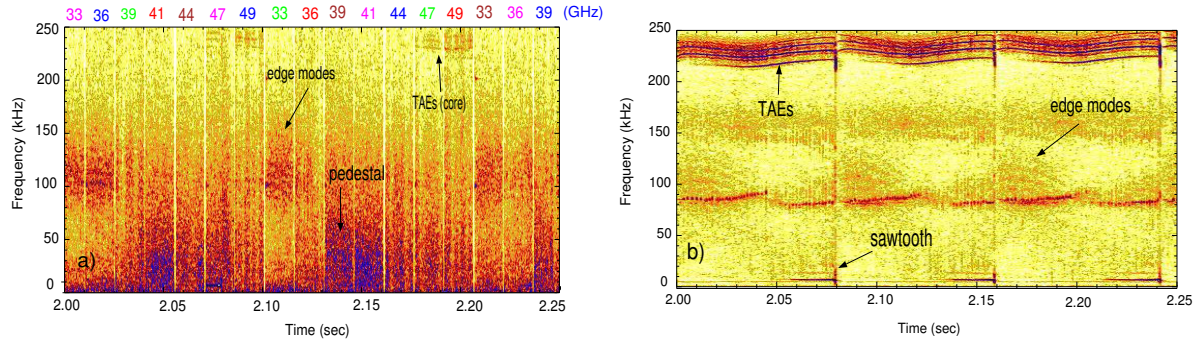 33 36 39 41 44 47 49 33 36 39 41 44 47 49 33 36 39 (GHz)
250
200
150
100
50
0
Frequency (kHz)
edge modes
TAEs (core)
pedestal
a)
2.00 2.05 2.10 2.15 2.20 2.25
Time (sec)
250
200
150
100
50
0
Frequency (kHz)
TAEs
edge modes
sawtooth
b)
2.00 2.05 2.10 2.15 2.20 2.25
Time (sec)